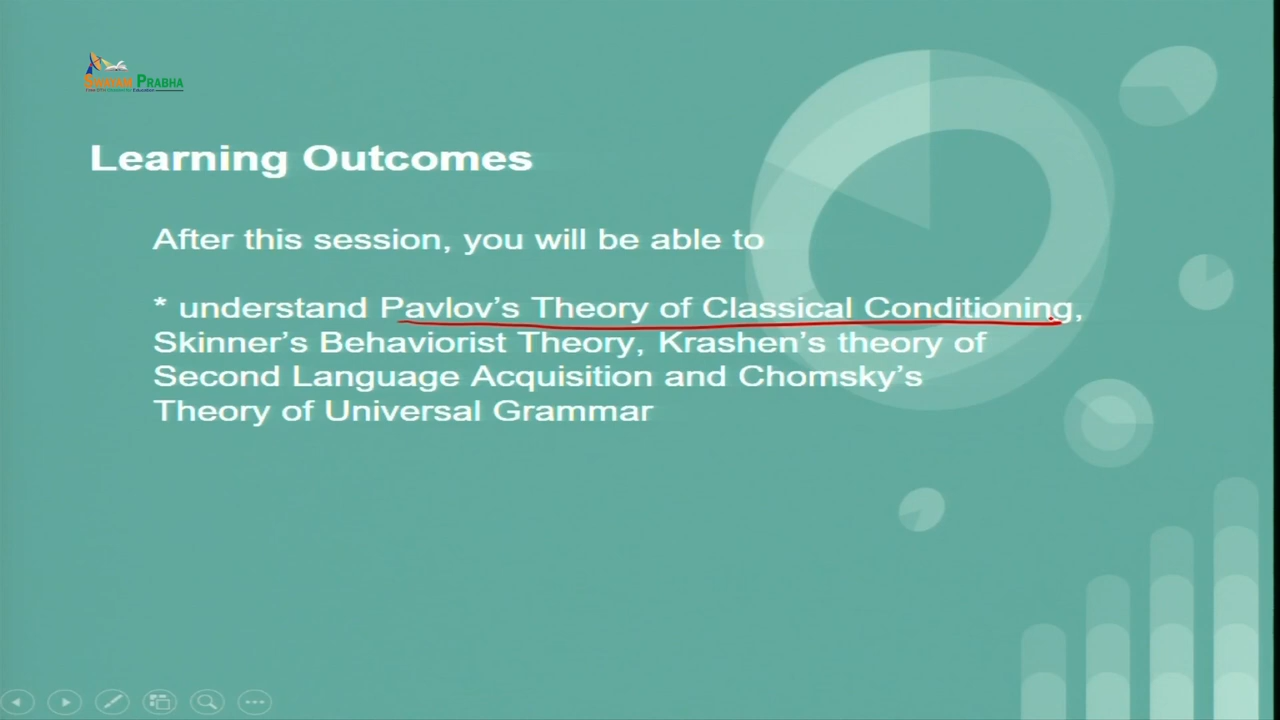 SWAYAM PRABHA
Learning Outcomes
After this session, you will be able to
* understand Pavlov's Theory of Classical Conditioning,
Skinner's Behaviorist Theory, Krashen's theory of
Second Language Acquisition and Chomsky's
Theory of Universal Grammar